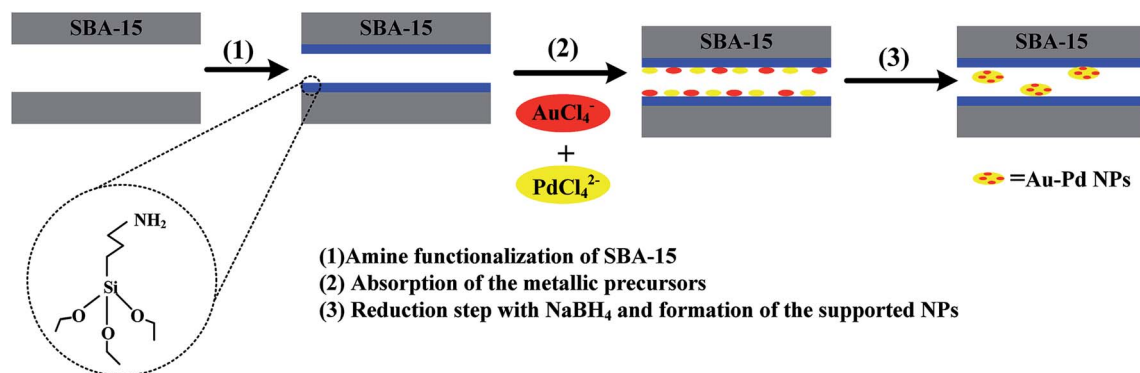 SBA-15
SBA-15
SBA-15
SBA-15
(1)
(2)
(3)
AuCl₄⁻
+
PdCl₄²⁻
=Au-Pd NPs
NH₂
Si
O
O
O
(1)Amine functionalization of SBA-15
(2) Absorption of the metallic precursors
(3) Reduction step with NaBH₄ and formation of the supported NPs